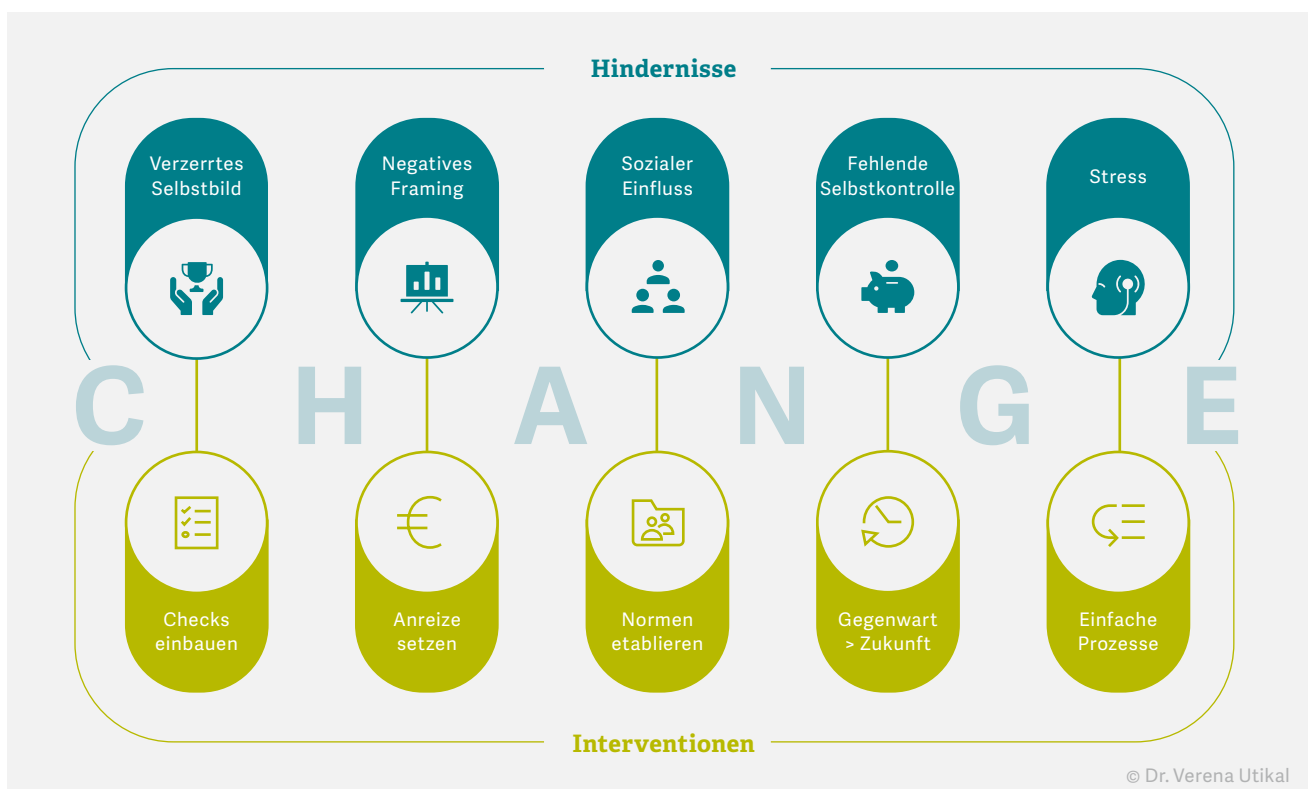 Hindernisse
Verzerrtes
Selbstbild
Negatives
Framing
Sozialer
Einfluss
Fehlende
Selbstkontrolle
Stress
C H A N G E
Checks
einbauen
Anreize
setzen
Normen
etablieren
Gegenwart
> Zukunft
Einfache
Prozesse
Interventionen
© Dr. Verena Utikal